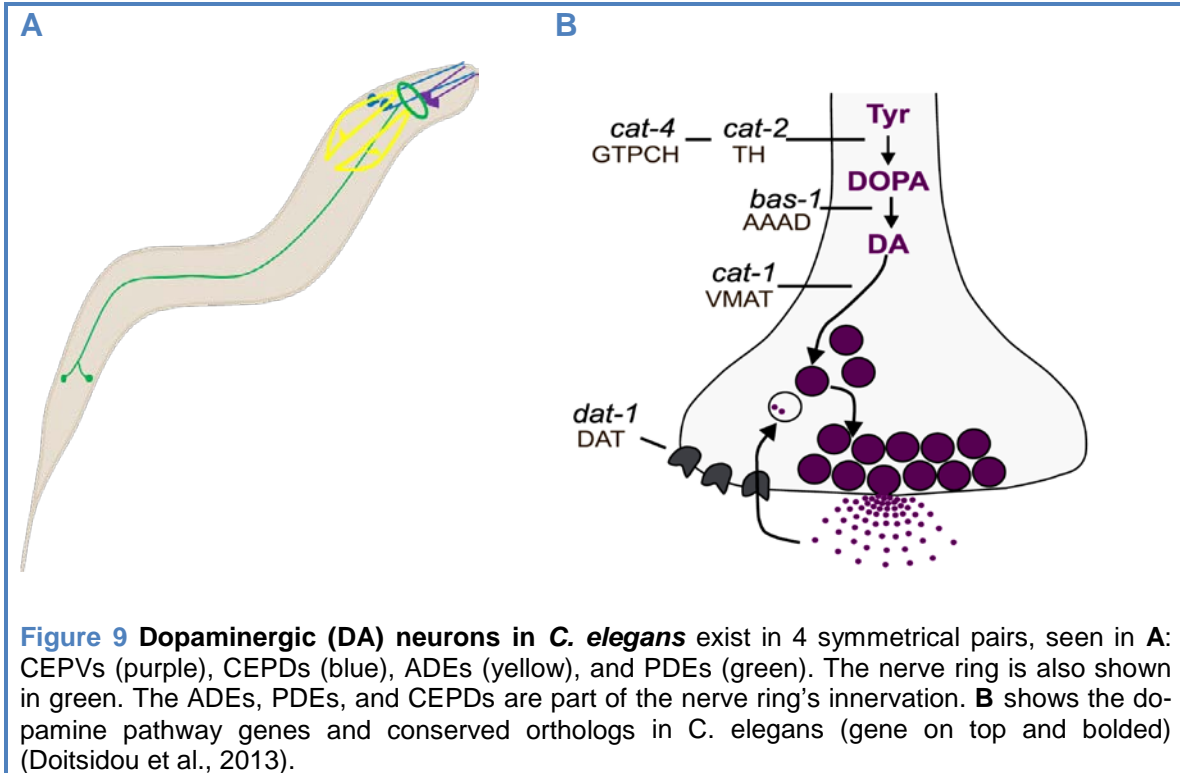 A
B
Tyr
cat-4 cat-2
GTPCH TH
DOPA
bas-1
AAAD
DA
cat-1
VMAT
dat-1
DAT
Figure 9 Dopaminergic (DA) neurons in C. elegans exist in 4 symmetrical pairs, seen in A:
CEPVs (purple), CEPDs (blue), ADEs (yellow), and PDEs (green). The nerve ring is also shown
in green. The ADEs, PDEs, and CEPDs are part of the nerve ring's innervation. B shows the do-
pamine pathway genes and conserved orthologs in C. elegans (gene on top and bolded)
(Doitsidou et al., 2013).